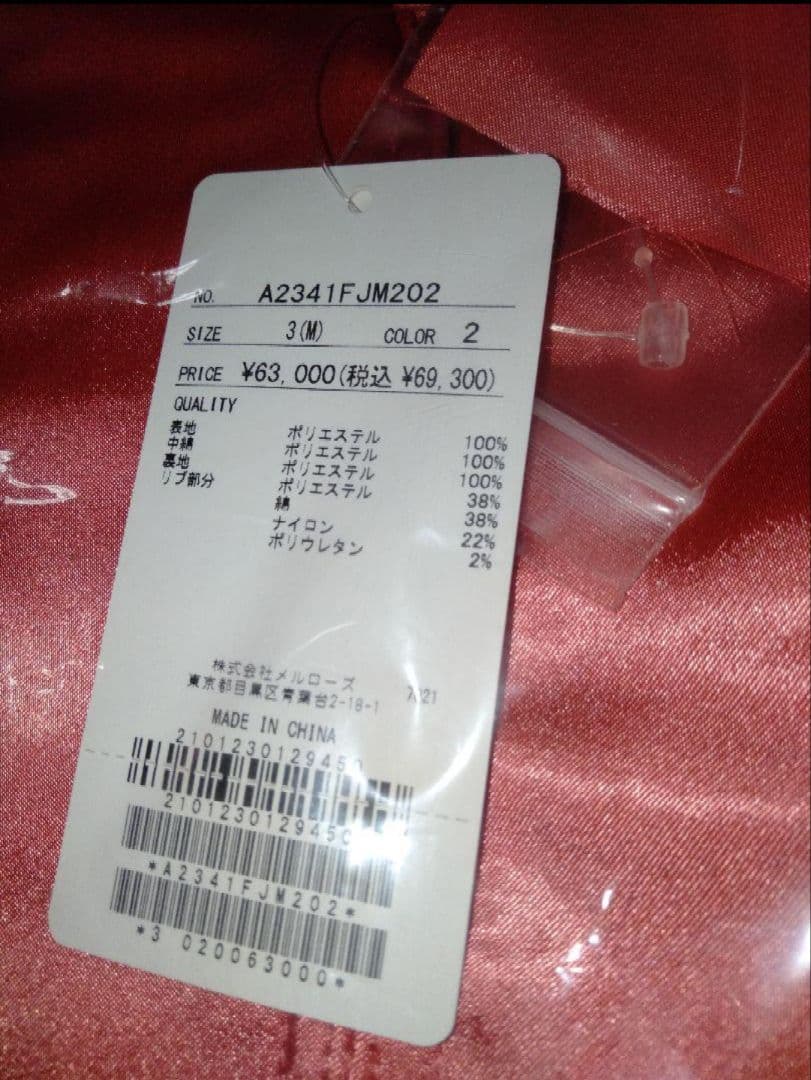 NO. A2341FJM202
SIZE 3(M) COLOR 2
PRICE ¥63,000(税込 ¥69,300)
QUALITY
表地 ポリエステル 100%
中綿 ポリエステル 100%
裏地 ポリエステル 100%
リブ部分 ポリエステル 38%
綿 38%
ナイロン 22%
ポリウレタン 2%
株式会社メルローズ
東京都目黒区青葉台2-18-1
MADE IN CHINA
*A2341FJM202*
*3 020063000*